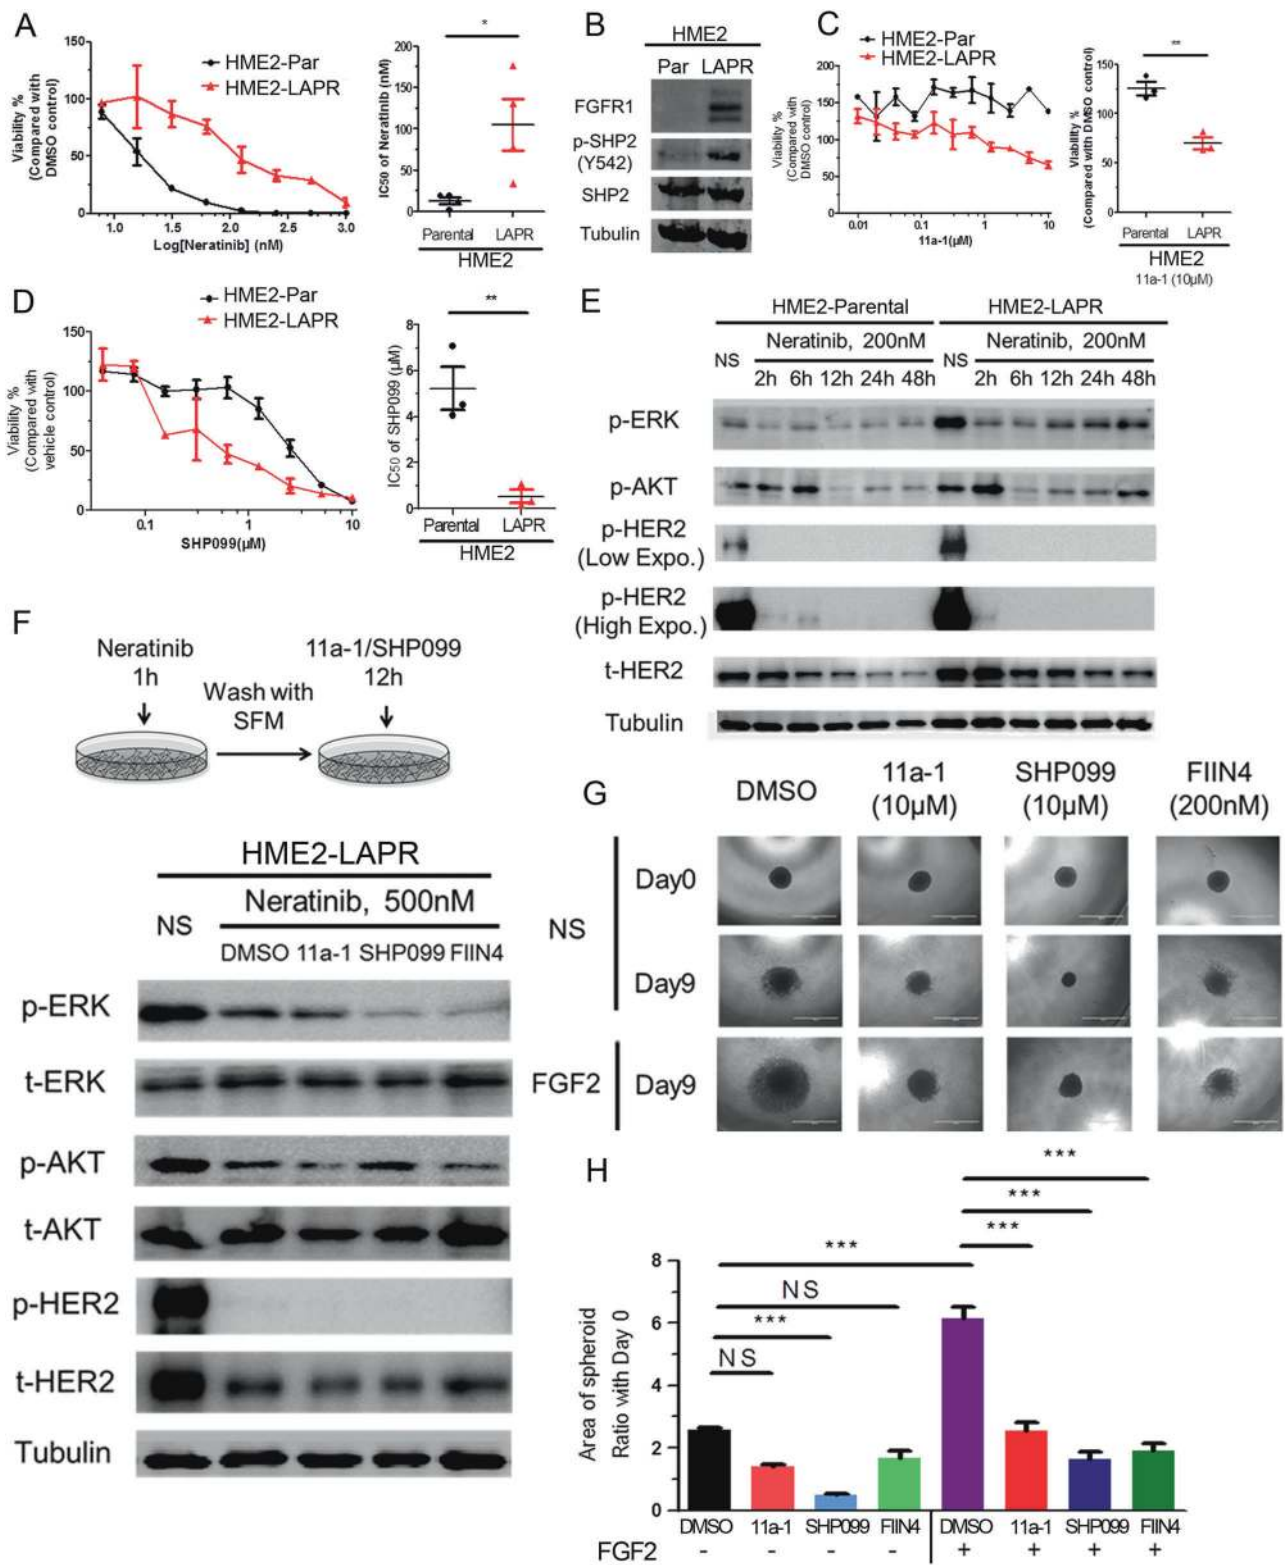 A
HME2-Par
HME2-LAPR
Viability %
(Compared with
DMSO control)
150
100
50
0
1.0 1.5 2.0 2.5 3.0
Log[Neratinib] (nM)
*
IC50 of Neratinib (nM)
200
150
100
50
0
Parental LAPR
HME2
B
HME2
Par LAPR
FGFR1
p-SHP2
(Y542)
SHP2
Tubulin
C
HME2-Par
HME2-LAPR
Viability %
(Compared with
DMSO control)
200
150
100
50
0
0.01 0.1 1 10
11a-1(µM)
**
Viability %
(Compared with DMSO control)
150
100
50
0
Parental LAPR
HME2
11a-1 (10µM)
D
HME2-Par
HME2-LAPR
Viability %
(Compared with
vehicle control)
150
100
50
0
0.1 1 10
SHP099(µM)
**
IC50 of SHP099 (µM)
8
6
4
2
0
Parental LAPR
HME2
E
HME2-Parental HME2-LAPR
NS Neratinib, 200nM NS Neratinib, 200nM
2h 6h 12h 24h 48h 2h 6h 12h 24h 48h
p-ERK
p-AKT
p-HER2
(Low Expo.)
p-HER2
(High Expo.)
t-HER2
Tubulin
F
Neratinib
1h
Wash with
SFM
11a-1/SHP099
12h
HME2-LAPR
NS Neratinib, 500nM
DMSO 11a-1 SHP099 FIIN4
p-ERK
t-ERK
p-AKT
t-AKT
p-HER2
t-HER2
Tubulin
G
DMSO 11a-1 (10µM) SHP099 (10µM) FIIN4 (200nM)
NS
Day0
Day9
FGF2
Day9
H
***
***
***
***
NS
***
NS
Area of spheroid
Ratio with Day 0
8
6
4
2
0
DMSO 11a-1 SHP099 FIIN4 DMSO 11a-1 SHP099 FIIN4
FGF2 - - - - + + + +